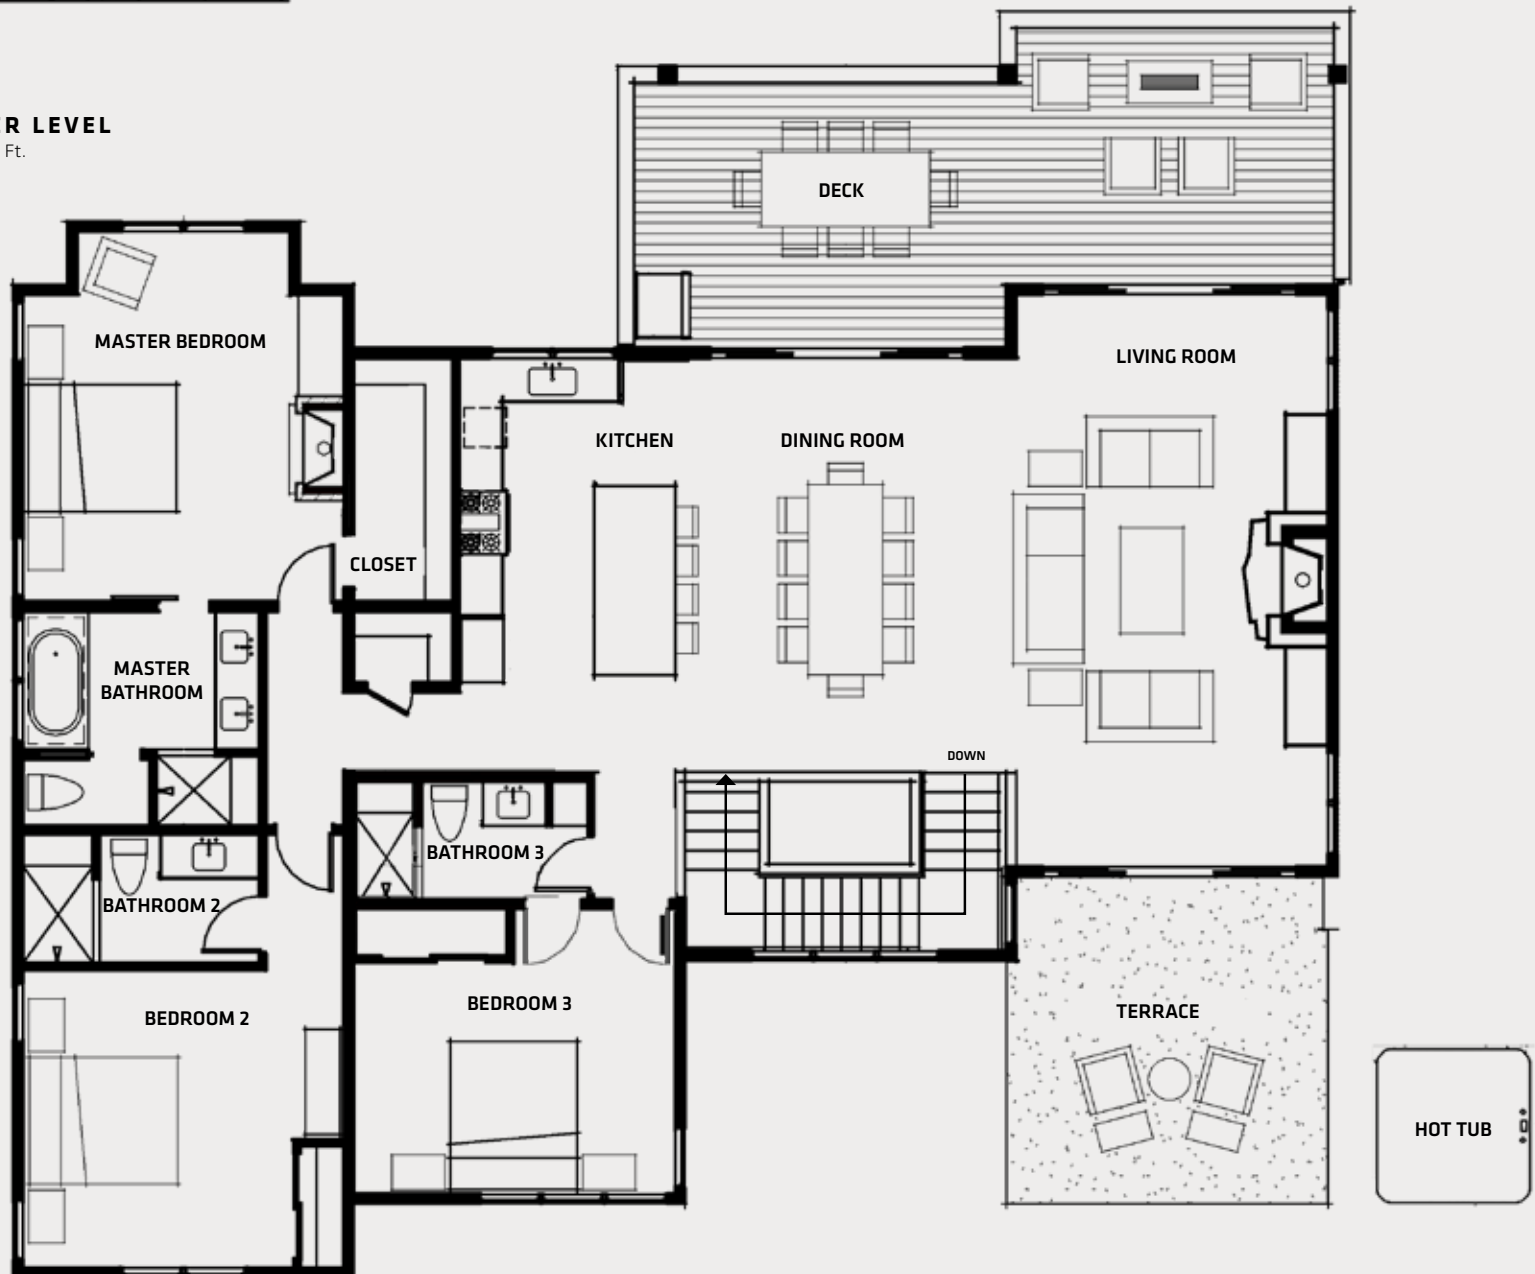 R LEVEL
Ft.
DECK
MASTER BEDROOM
LIVING ROOM
KITCHEN
DINING ROOM
CLOSET
MASTER
BATHROOM
DOWN
BATHROOM 3
BATHROOM 2
BEDROOM 3
TERRACE
BEDROOM 2
HOT TUB